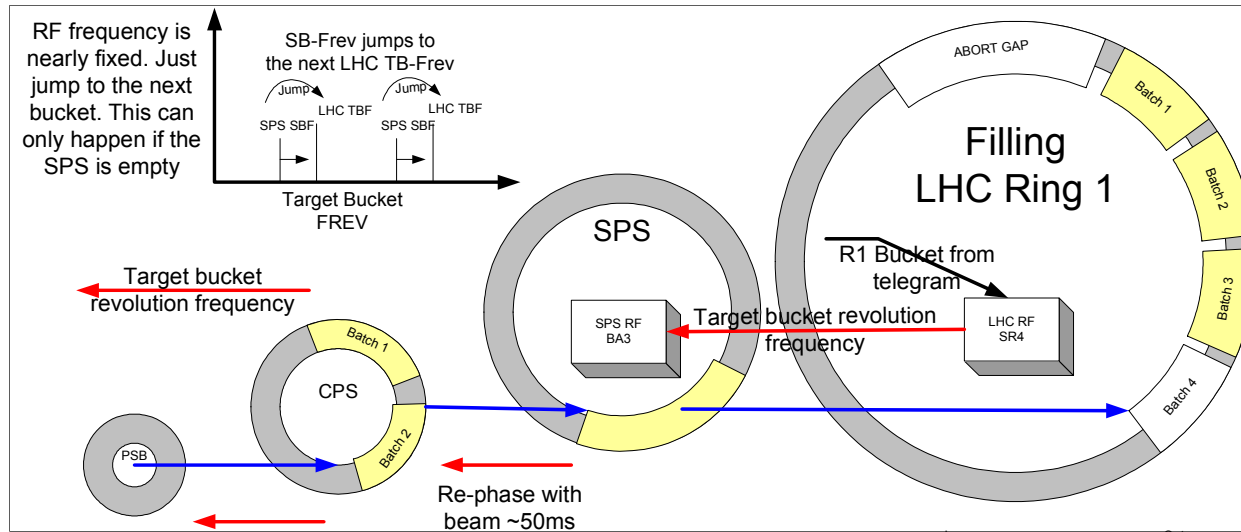 RF frequency is
nearly fixed. Just
jump to the next
bucket. This can
only happen if the
SPS is empty
SB-Frev jumps to
the next LHC TB-Frev
Jump
Jump
LHC TBF
LHC TBF
SPS SBF
SPS SBF
Target Bucket
FREV
ABORT GAP
Batch 1
Batch 2
Batch 3
Batch 4
Filling
LHC Ring 1
R1 Bucket from
telegram
LHC RF
SR4
SPS
SPS RF
BA3
Target bucket revolution
frequency
Target bucket
revolution frequency
Batch 1
CPS
Batch 2
PSB
Re-phase with
beam ~50ms